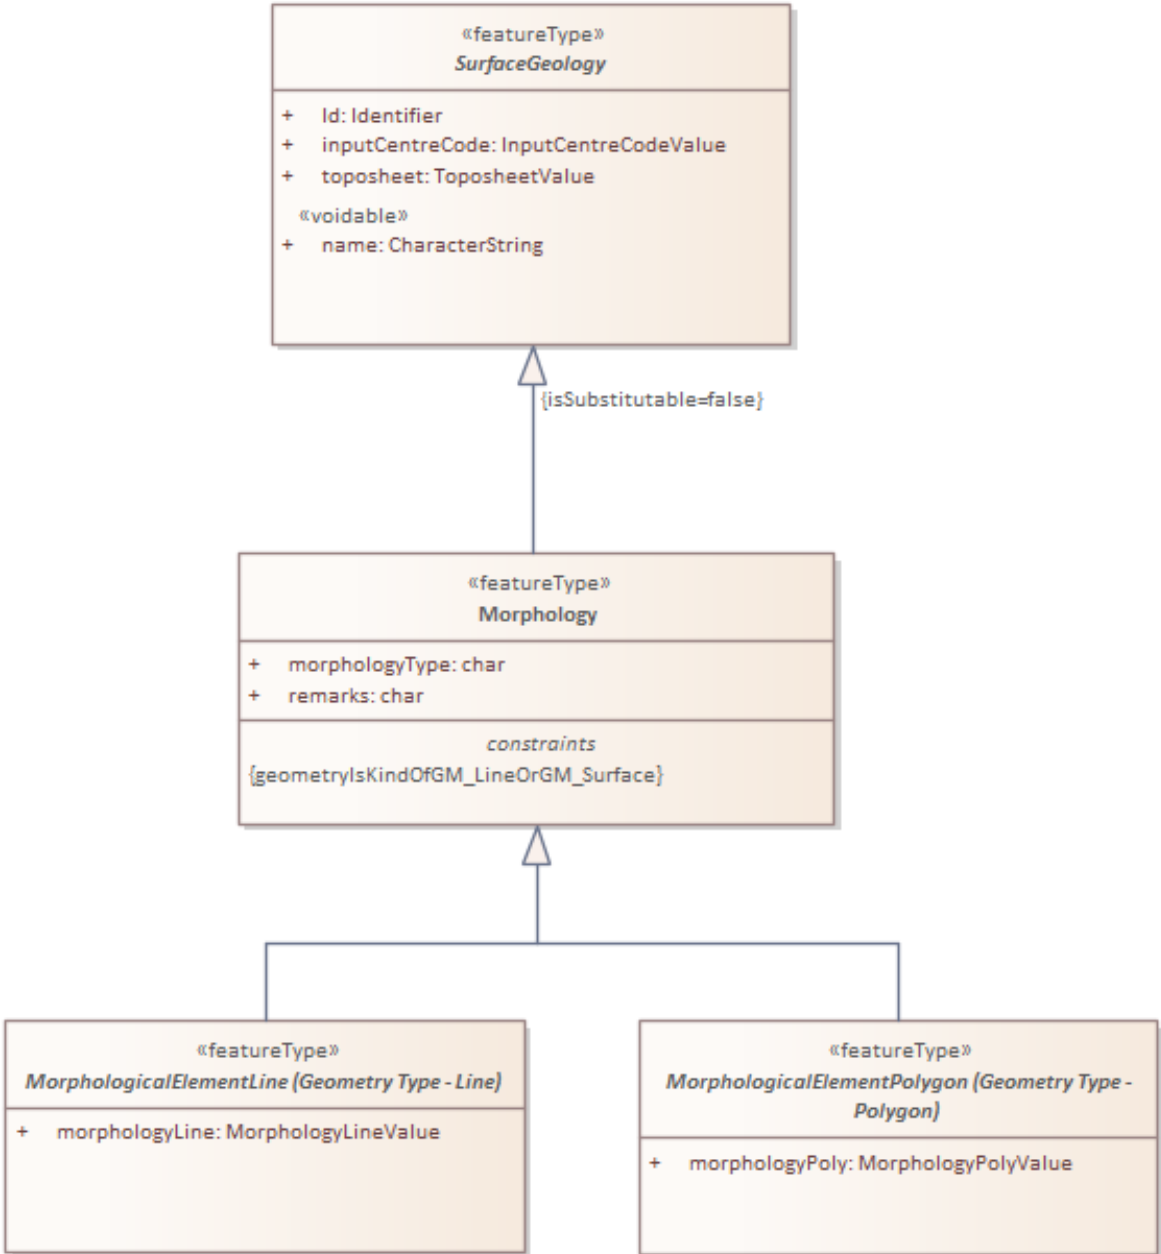 «featureType»
SurfaceGeology
+ Id: Identifier
+ inputCentreCode: InputCentreCodeValue
+ toposheet: ToposheetValue
«voidable»
+ name: CharacterString
{isSubstitutable=false}
«featureType»
Morphology
+ morphologyType: char
+ remarks: char
constraints
{geometryIsKindOfGM_LineOrGM_Surface}
«featureType»
MorphologicalElementLine (Geometry Type - Line)
+ morphologyLine: MorphologyLineValue
«featureType»
MorphologicalElementPolygon (Geometry Type -
Polygon)
+ morphologyPoly: MorphologyPolyValue